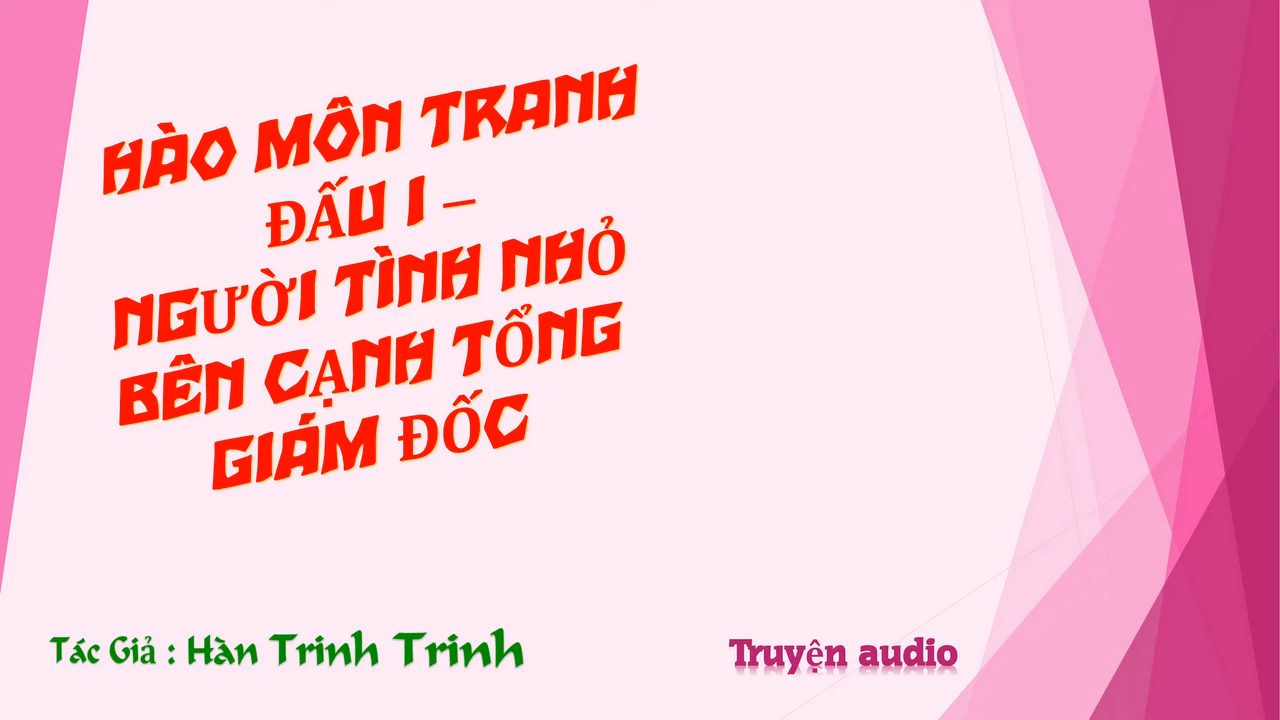 HÀO MÔN TRANH
ĐẤU I –
NGƯỜI TÌNH NHỎ
BÊN CẠNH TỔNG
GIÁM ĐỐC
Tác Giả : Hàn Trinh Trinh
Truyện audio